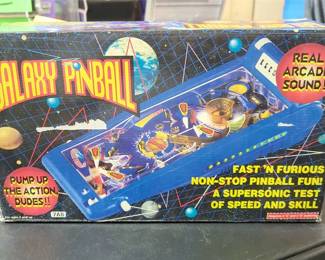 GALAXY PINBALL
REAL
ARCADE
SOUND!
PUMP UP
THE ACTION
DUDES!!
FAST 'N FURIOUS
NON-STOP PINBALL FUN!
A SUPERSONIC TEST
OF SPEED AND SKILL